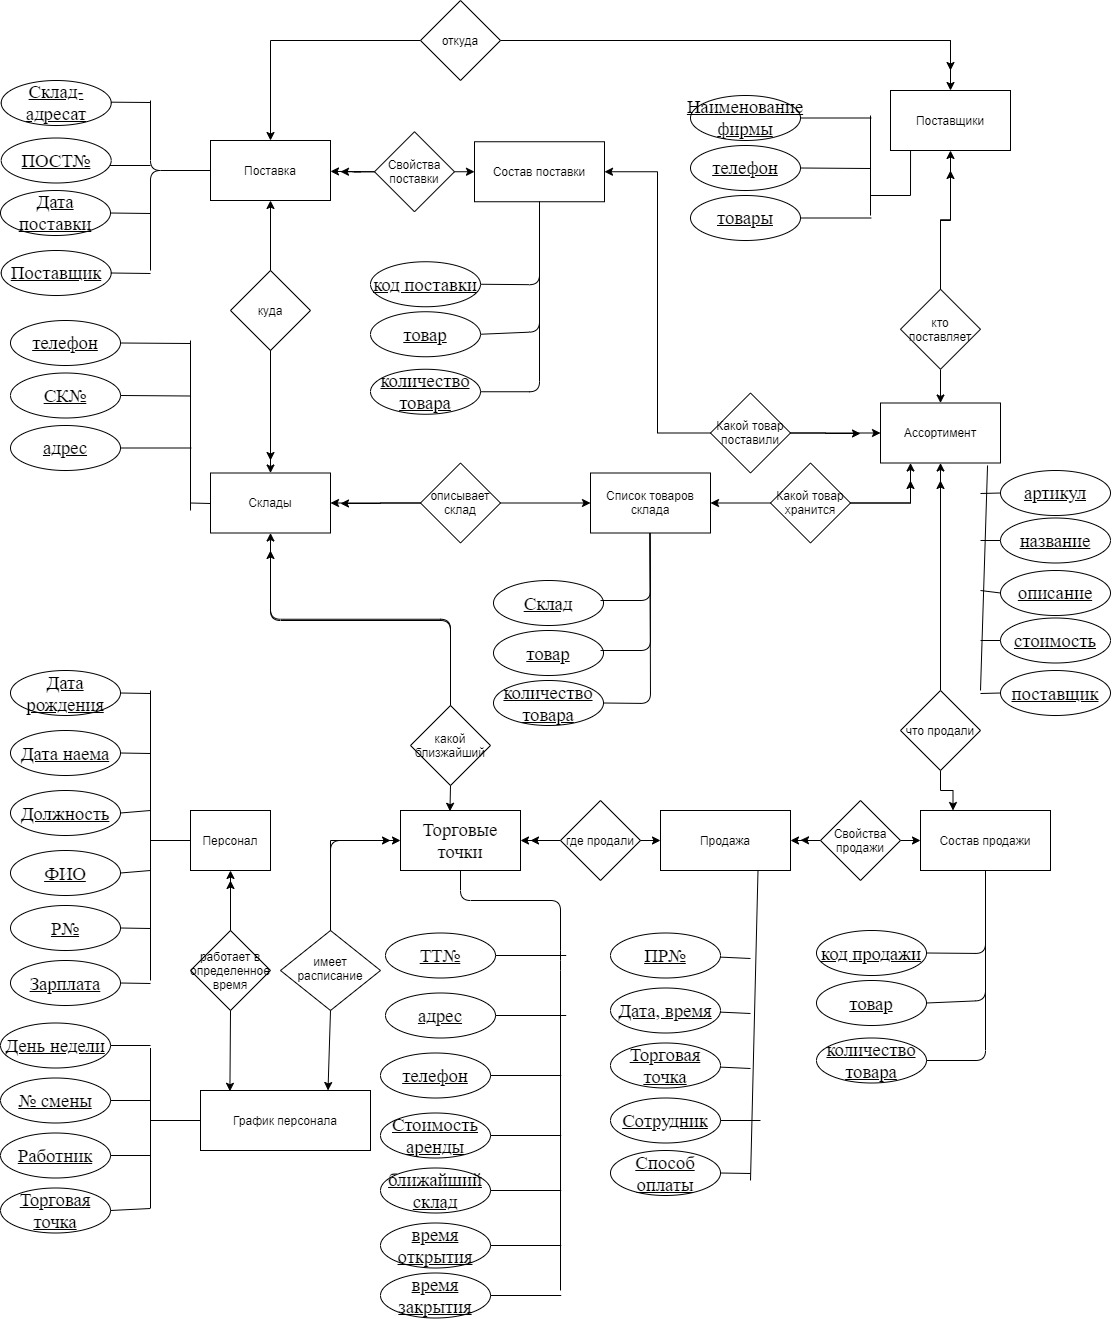 откуда
Склад-
адресат
ПОСТ№
Дата
поставки
Поставщик
Поставка
Свойства
поставки
Состав поставки
Наименование
фирмы
телефон
товары
Поставщики
куда
код поставки
товар
количество
товара
кто
поставляет
телефон
СК№
адрес
Какой товар
поставили
Ассортимент
Склады
описывает
склад
Список товаров
склада
Какой товар
хранится
артикул
название
описание
стоимость
поставщик
Склад
товар
количество
товара
Дата
рождения
Дата наема
Должность
ФИО
Р№
Зарплата
какой
близжайший
что продали
Персонал
Торговые
точки
где продали
Продажа
Свойства
продажи
Состав продажи
работает в
определенное
время
имеет
расписание
ТТ№
адрес
телефон
Стоимость
аренды
ближайший
склад
время
открытия
время
закрытия
ПР№
Дата, время
Торговая
точка
Сотрудник
Способ
оплаты
код продажи
товар
количество
товара
День недели
№ смены
Работник
Торговая
точка
График персонала